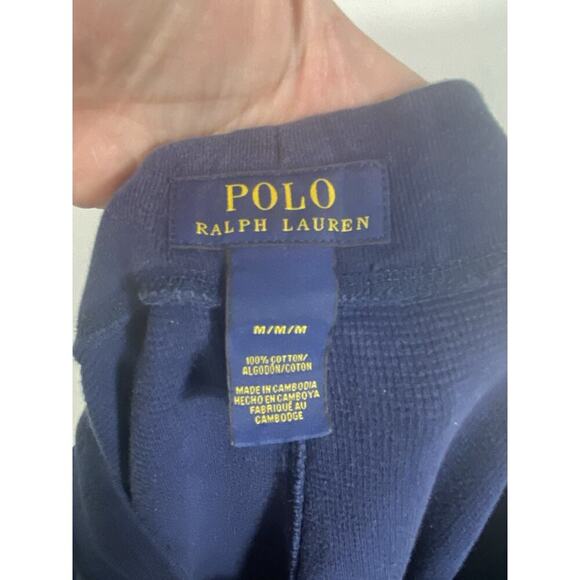 POLO
RALPH LAUREN
M/M/M
100% COTTON/
ALGODÓN/COTON
MADE IN CAMBODIA
HECHO EN CAMBOYA
FABRIQUÉ AU
CAMBODGE